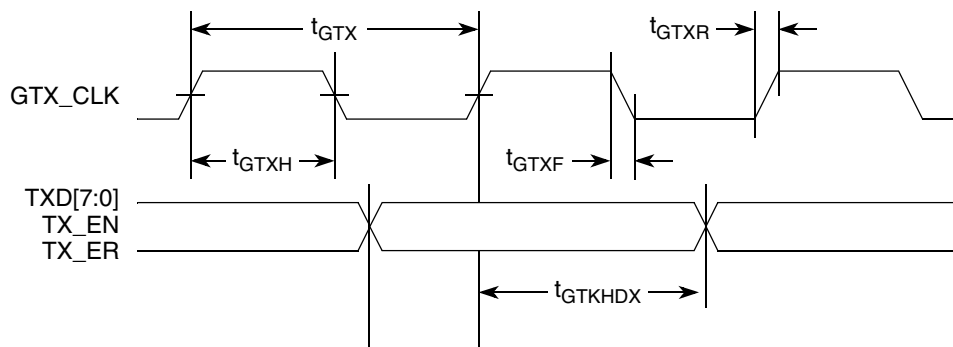 tGTX
tGTXR
GTX_CLK
tGTXH
tGTXF
TXD[7:0]
TX_EN
TX_ER
tGTKHDX